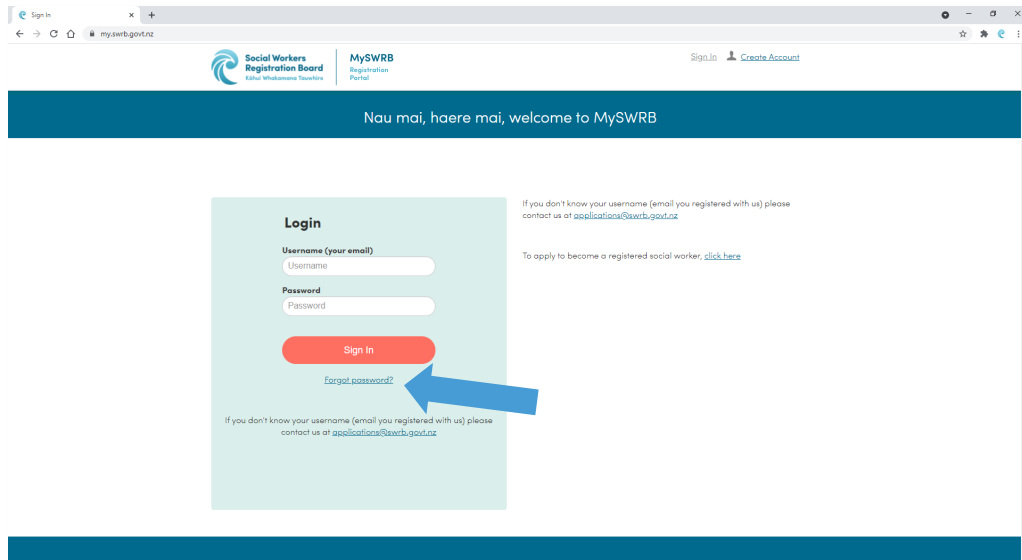 Sign In
my.swrb.govt.nz
Social Workers
Registration Board
Kāhui Whakamana Tauwhiro
MySWRB
Registration
Portal
Sign In
Create Account
Nau mai, haere mai, welcome to MySWRB
Login
Username (your email)
Username
Password
Password
Sign In
Forgot password?
If you don't know your username (email you registered with us) please
contact us at applications@swrb.govt.nz
If you don't know your username (email you registered with us) please
contact us at applications@swrb.govt.nz
To apply to become a registered social worker, click here